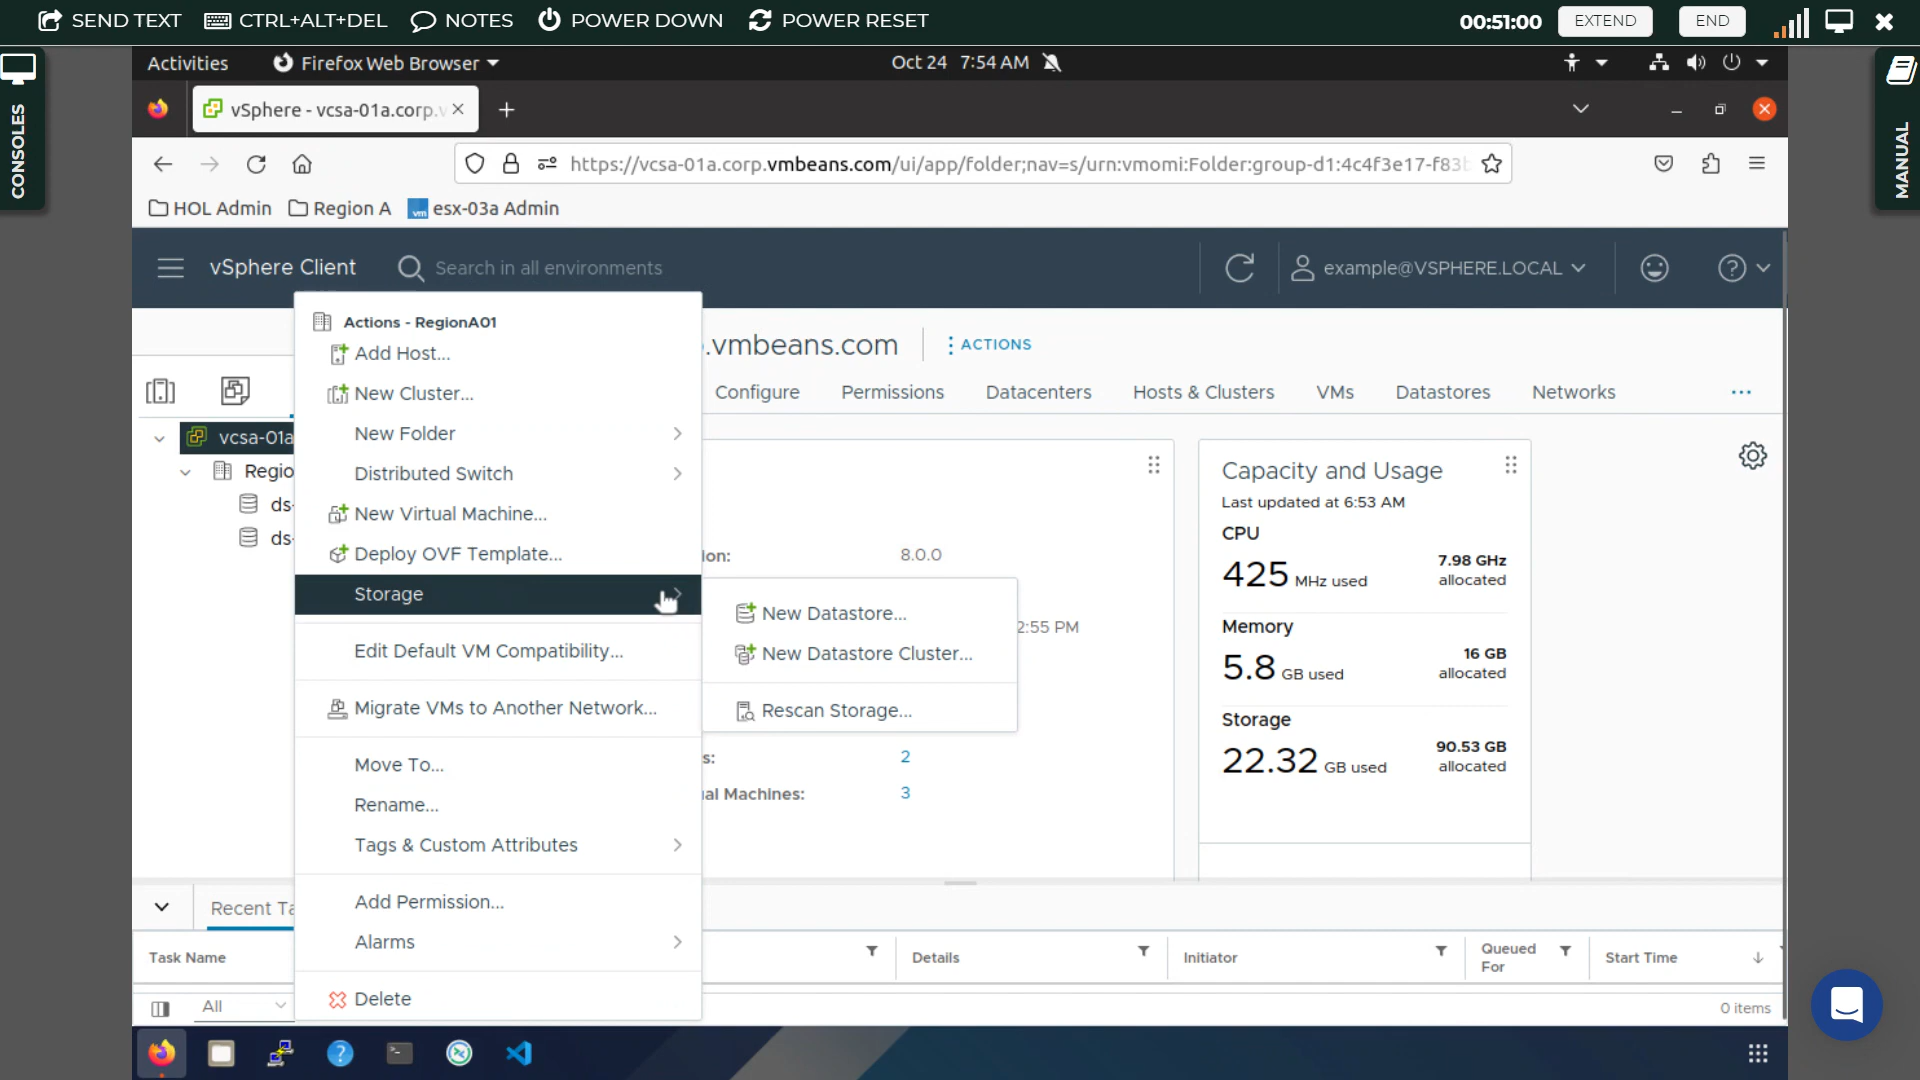 SEND TEXT
CTRL+ALT+DEL
NOTES
POWER DOWN
POWER RESET
00:51:00
EXTEND
END
CONSOLES
MANUAL
Activities
Firefox Web Browser
Oct 24 7:54 AM
vSphere - vcsa-01a.corp.v
https://vcsa-01a.corp.vmbeans.com/ui/app/folder;nav=s/urn:vmomi:Folder:group-d1:4c4f3e17-f83b
HOL Admin
Region A
vm
esx-03a Admin
vSphere Client
Search in all environments
example@VSPHERE.LOCAL
Actions - RegionA01
Add Host...
New Cluster...
New Folder
Distributed Switch
New Virtual Machine...
Deploy OVF Template...
Storage
Edit Default VM Compatibility...
Migrate VMs to Another Network...
Move To...
Rename...
Tags & Custom Attributes
Add Permission...
Alarms
Delete
New Datastore...
New Datastore Cluster...
Rescan Storage...
.vmbeans.com
ACTIONS
Configure
Permissions
Datacenters
Hosts & Clusters
VMs
Datastores
Networks
vcsa-01a
Regio
ds-
ds-
ion:
8.0.0
2:55 PM
s:
2
al Machines:
3
Capacity and Usage
Last updated at 6:53 AM
CPU
425 MHz used
7.98 GHz
allocated
Memory
5.8 GB used
16 GB
allocated
Storage
22.32 GB used
90.53 GB
allocated
Recent Ta
Task Name
Details
Initiator
Queued
For
Start Time
All
0 items